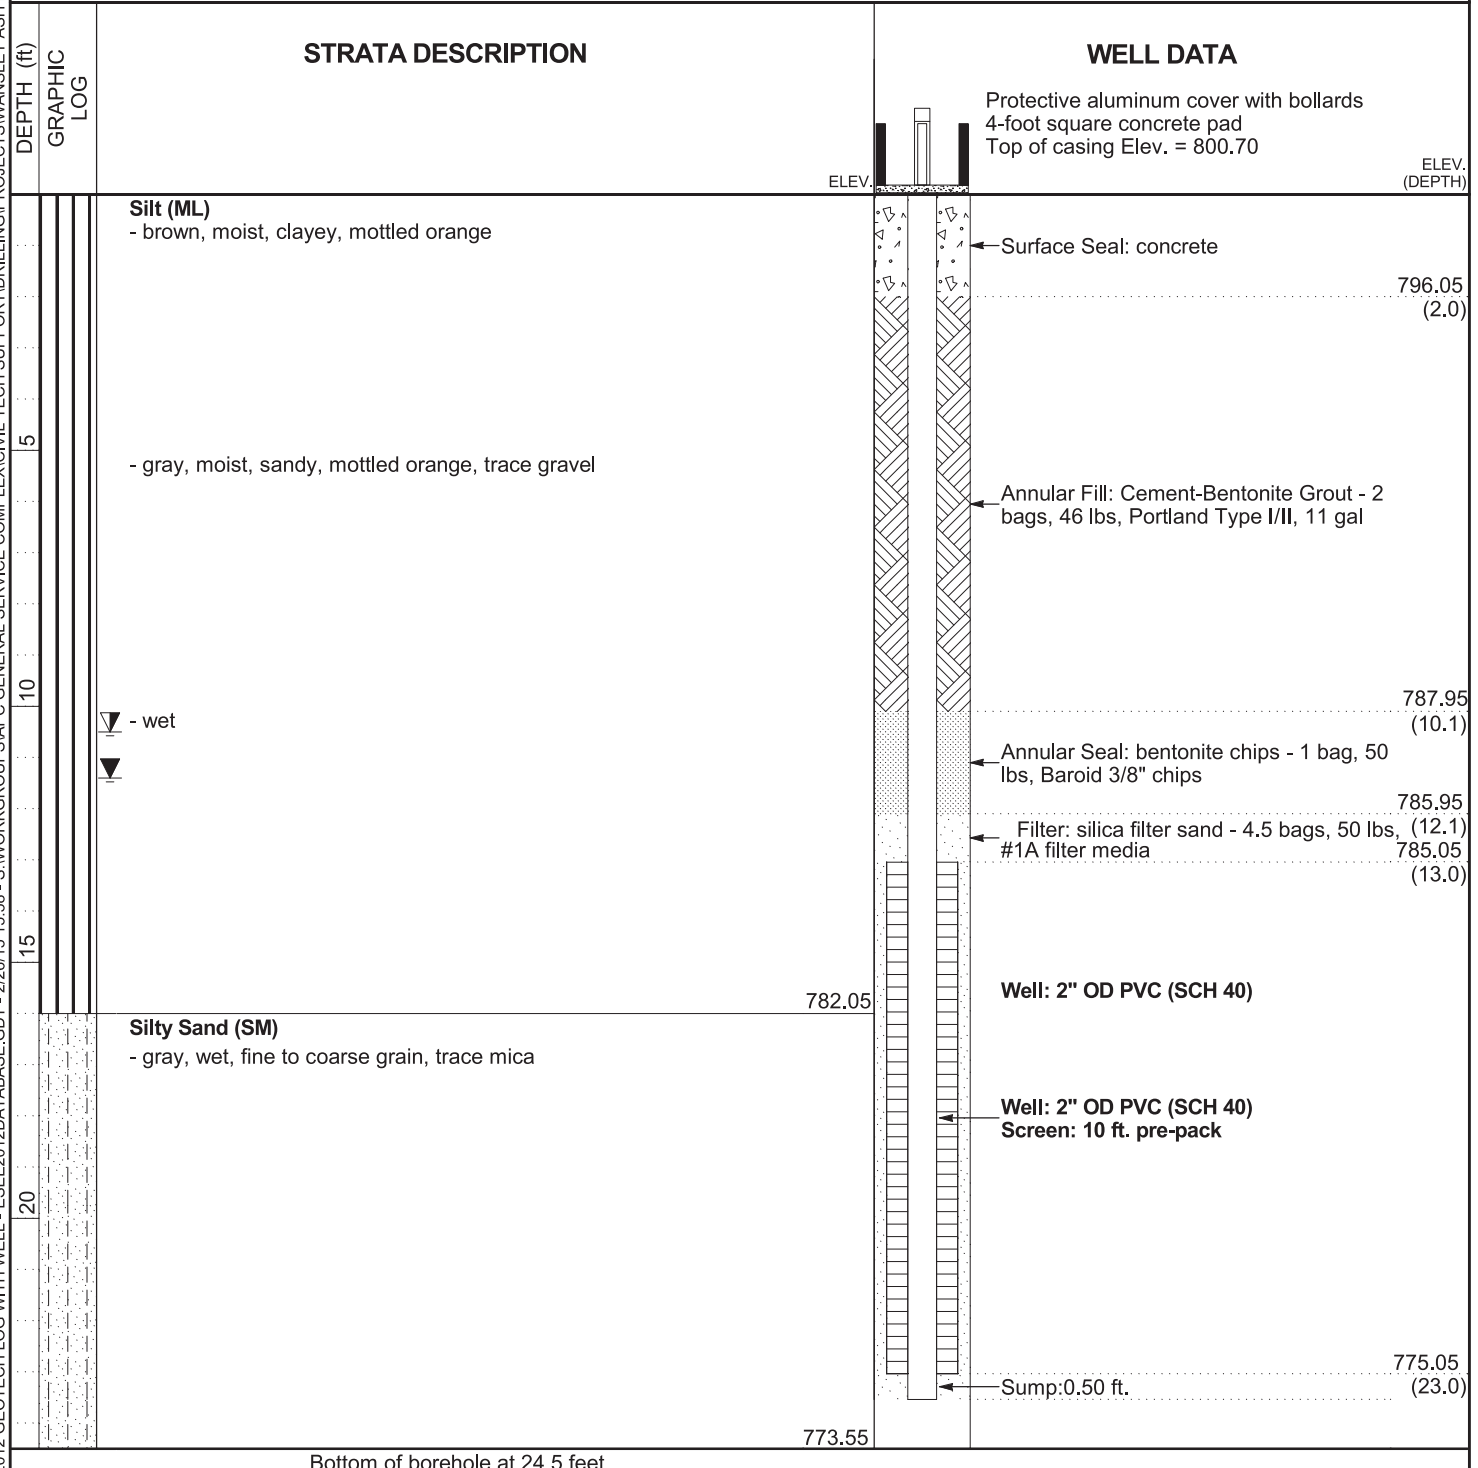 DEPTH (ft)
GRAPHIC
LOG
STRATA DESCRIPTION
ELEV.
WELL DATA
Protective aluminum cover with bollards
4-foot square concrete pad
Top of casing Elev. = 800.70
ELEV.
(DEPTH)
Silt (ML)
- brown, moist, clayey, mottled orange
Surface Seal: concrete
796.05
(2.0)
5
- gray, moist, sandy, mottled orange, trace gravel
Annular Fill: Cement-Bentonite Grout - 2
bags, 46 lbs, Portland Type I/II, 11 gal
10
787.95
(10.1)
- wet
Annular Seal: bentonite chips - 1 bag, 50
lbs, Baroid 3/8" chips
785.95
(12.1)
Filter: silica filter sand - 4.5 bags, 50 lbs,
#1A filter media
785.05
(13.0)
15
782.05
Well: 2" OD PVC (SCH 40)
Silty Sand (SM)
- gray, wet, fine to coarse grain, trace mica
Well: 2" OD PVC (SCH 40)
Screen: 10 ft. pre-pack
20
775.05
(23.0)
Sump:0.50 ft.
773.55
Bottom of borehole at 24.5 feet